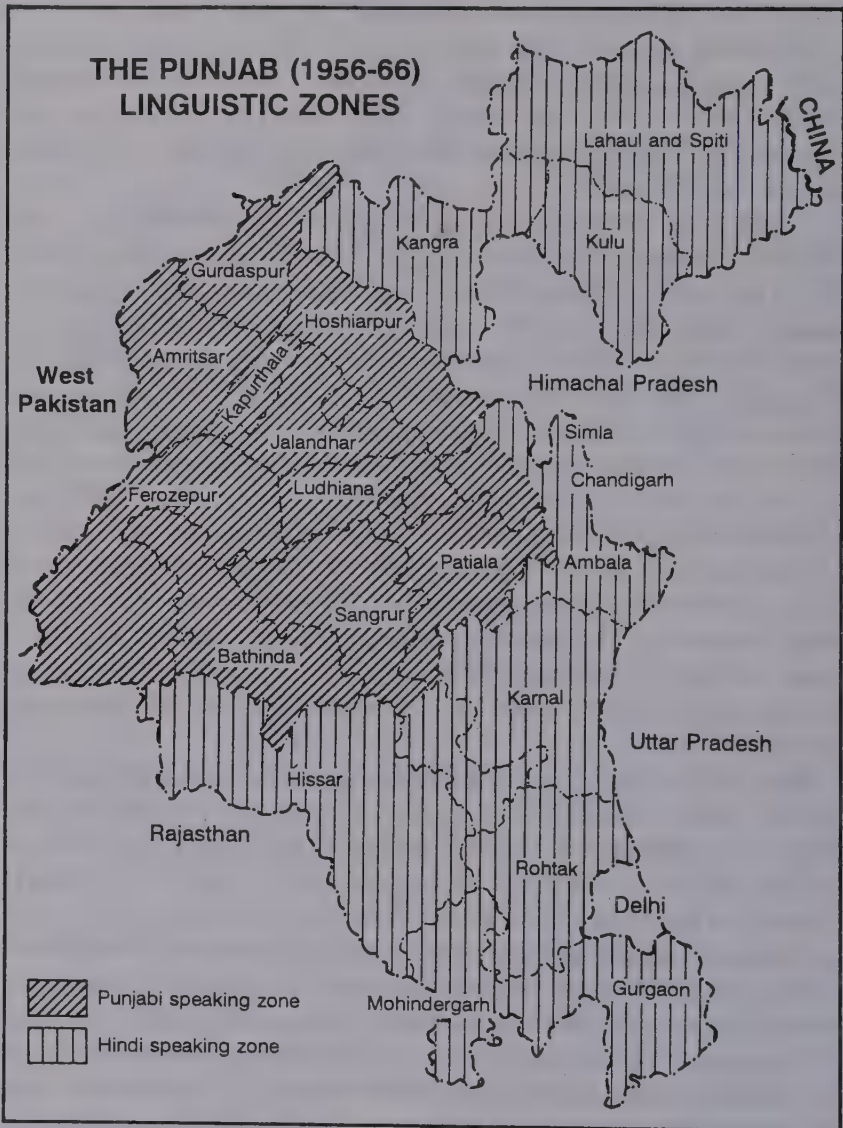 THE PUNJAB (1956-66)
LINGUISTIC ZONES
CHINA
Lahaul and Spiti
Kangra
Kulu
Gurdaspur
Hoshiarpur
Amritsar
Kapurthala
West
Pakistan
Himachal Pradesh
Jalandhar
Simla
Chandigarh
Ferozepur
Ludhiana
Patiala
Ambala
Sangrur
Bathinda
Karnal
Uttar Pradesh
Hissar
Rajasthan
Rohtak
Delhi
Gurgaon
Mohindergarh
Punjabi speaking zone
Hindi speaking zone